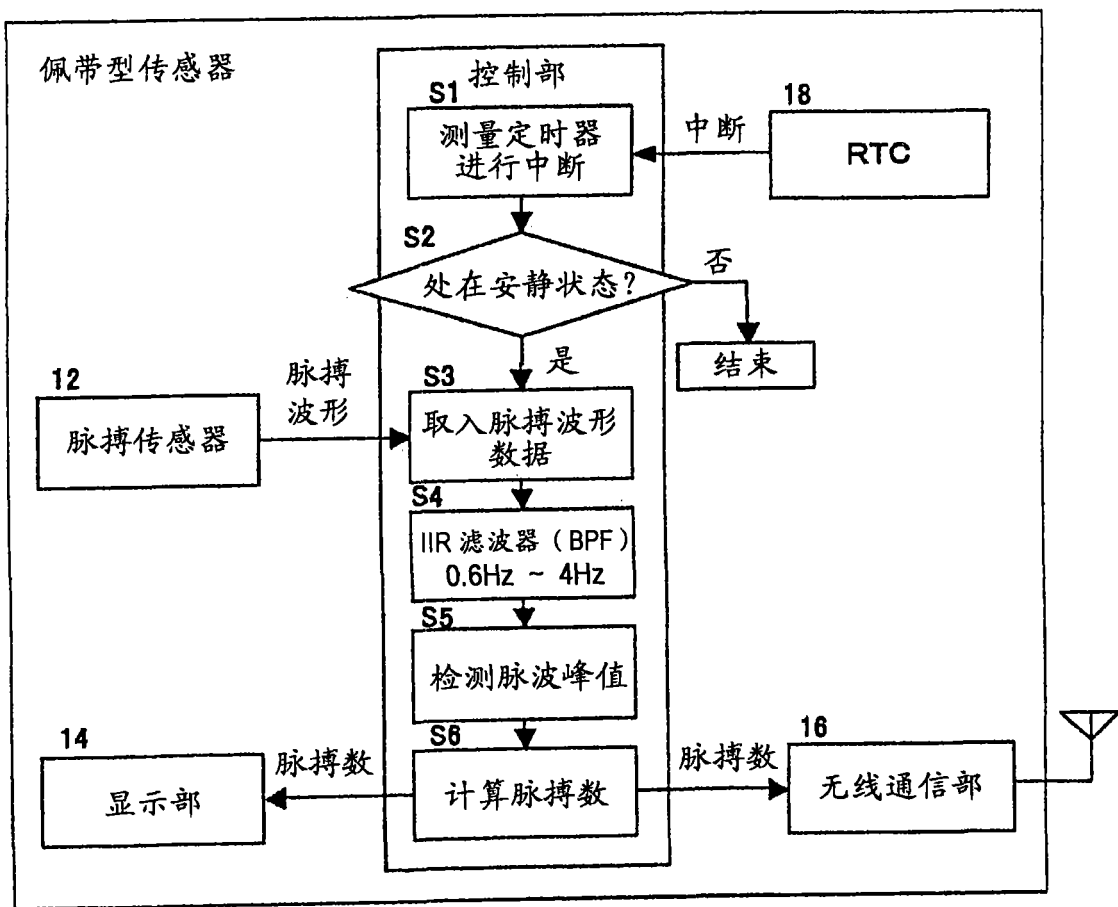 佩带型传感器
控制部
S1
测量定时器
进行中断
中断
18
RTC
S2
处在安静状态?
否
结束
是
12
脉搏传感器
脉搏
波形
S3
取入脉搏波形
数据
S4
IIR 滤波器(BPF)
0.6Hz ~ 4Hz
S5
检测脉波峰值
S6
计算脉搏数
脉搏数
14
显示部
脉搏数
16
无线通信部